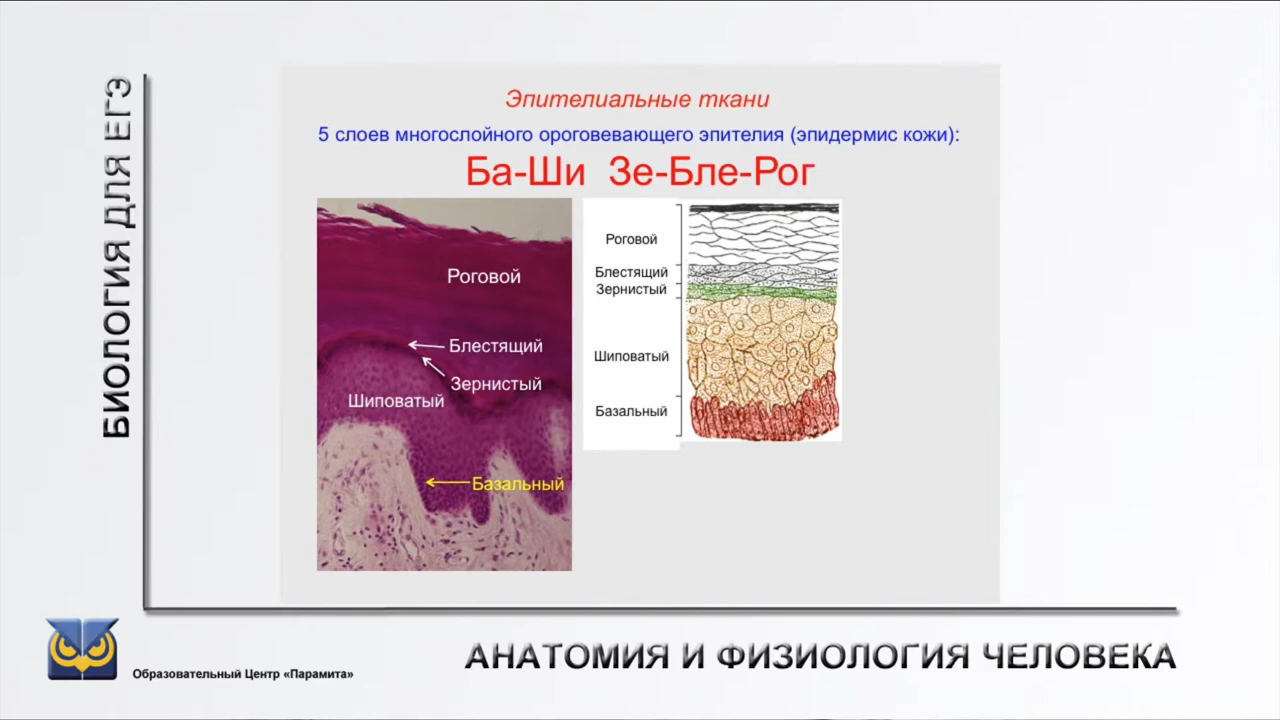 БИОЛОГИЯ ДЛЯ ЕГЭ
Эпителиальные ткани
5 слоев многослойного ороговевающего эпителия (эпидермис кожи):
Ба-Ши Зе-Бле-Рог
Роговой
Блестящий
Зернистый
Шиповатый
Базальный
Роговой
Блестящий
Зернистый
Шиповатый
Базальный
Образовательный Центр «Парамита»
АНАТОМИЯ И ФИЗИОЛОГИЯ ЧЕЛОВЕКА